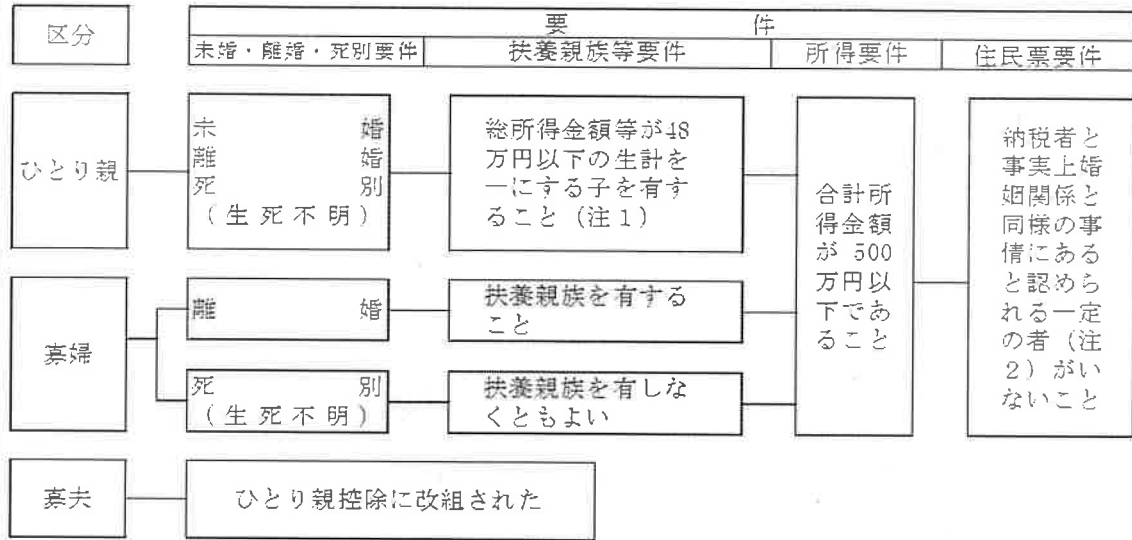 区分
要件
未婚・離婚・死別要件
扶養親族等要件
所得要件
住民票要件
ひとり親
未婚
離婚
死別
（生死不明）
総所得金額等が48
万円以下の生計を
一にする子を有す
ること（注1）
合計所
得金額
が 500
万円以
下であ
ること
納税者と
事実上婚
姻関係と
同様の事
情にある
と認めら
れる一定
の者（注
2）がい
ないこと
寡婦
離婚
扶養親族を有する
こと
死別
（生死不明）
扶養親族を有しな
くともよい
寡夫
ひとり親控除に改組された